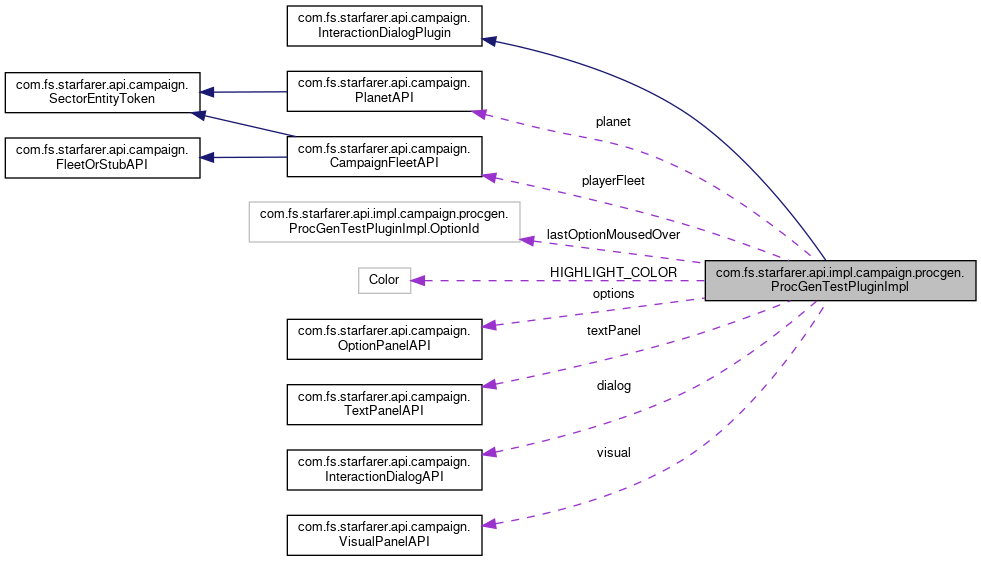 com.fs.starfarer.api.campaign.
InteractionDialogPlugin
com.fs.starfarer.api.campaign.
SectorEntityToken
com.fs.starfarer.api.campaign.
PlanetAPI
planet
com.fs.starfarer.api.campaign.
FleetOrStubAPI
com.fs.starfarer.api.campaign.
CampaignFleetAPI
playerFleet
com.fs.starfarer.api.impl.campaign.procgen.
ProcGenTestPluginImpl.OptionId
lastOptionMousedOver
Color
HIGHLIGHT_COLOR
com.fs.starfarer.api.impl.campaign.procgen.
ProcGenTestPluginImpl
options
com.fs.starfarer.api.campaign.
OptionPanelAPI
textPanel
com.fs.starfarer.api.campaign.
TextPanelAPI
dialog
com.fs.starfarer.api.campaign.
InteractionDialogAPI
visual
com.fs.starfarer.api.campaign.
VisualPanelAPI